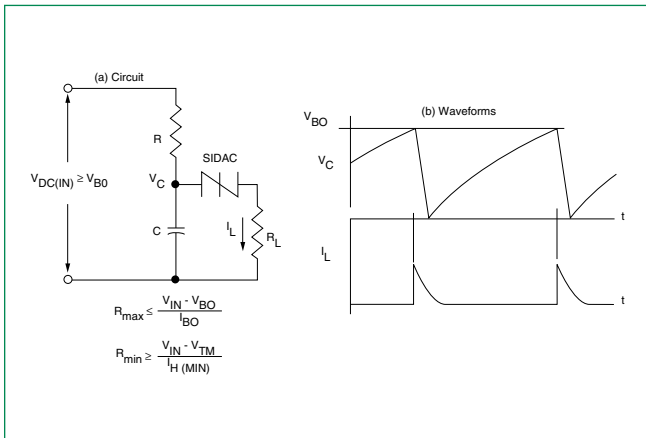 (a) Circuit
R
SIDAC
V_DC(IN) ≥ V_B0
V_C
C
I_L
R_L
R_max ≤ (V_IN - V_BO) / I_BO
R_min ≥ (V_IN - V_TM) / I_H (MIN)
(b) Waveforms
V_BO
V_C
t
I_L
t